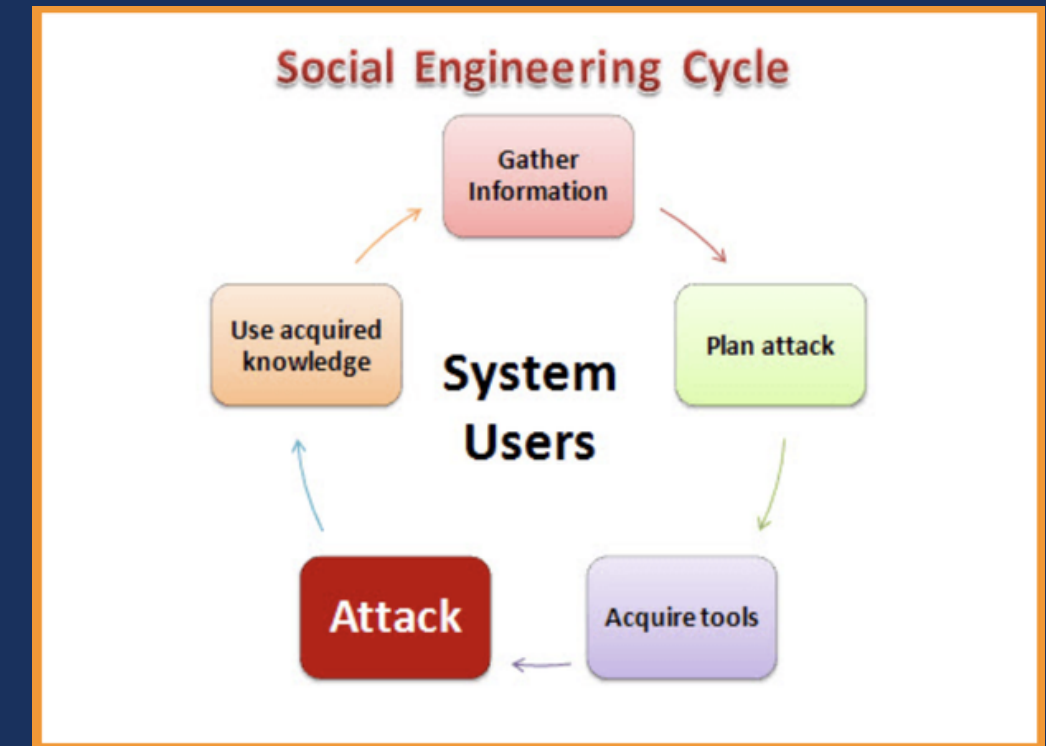 Social Engineering Cycle
Gather
Information
Plan attack
Acquire tools
Attack
Use acquired
knowledge
System
Users